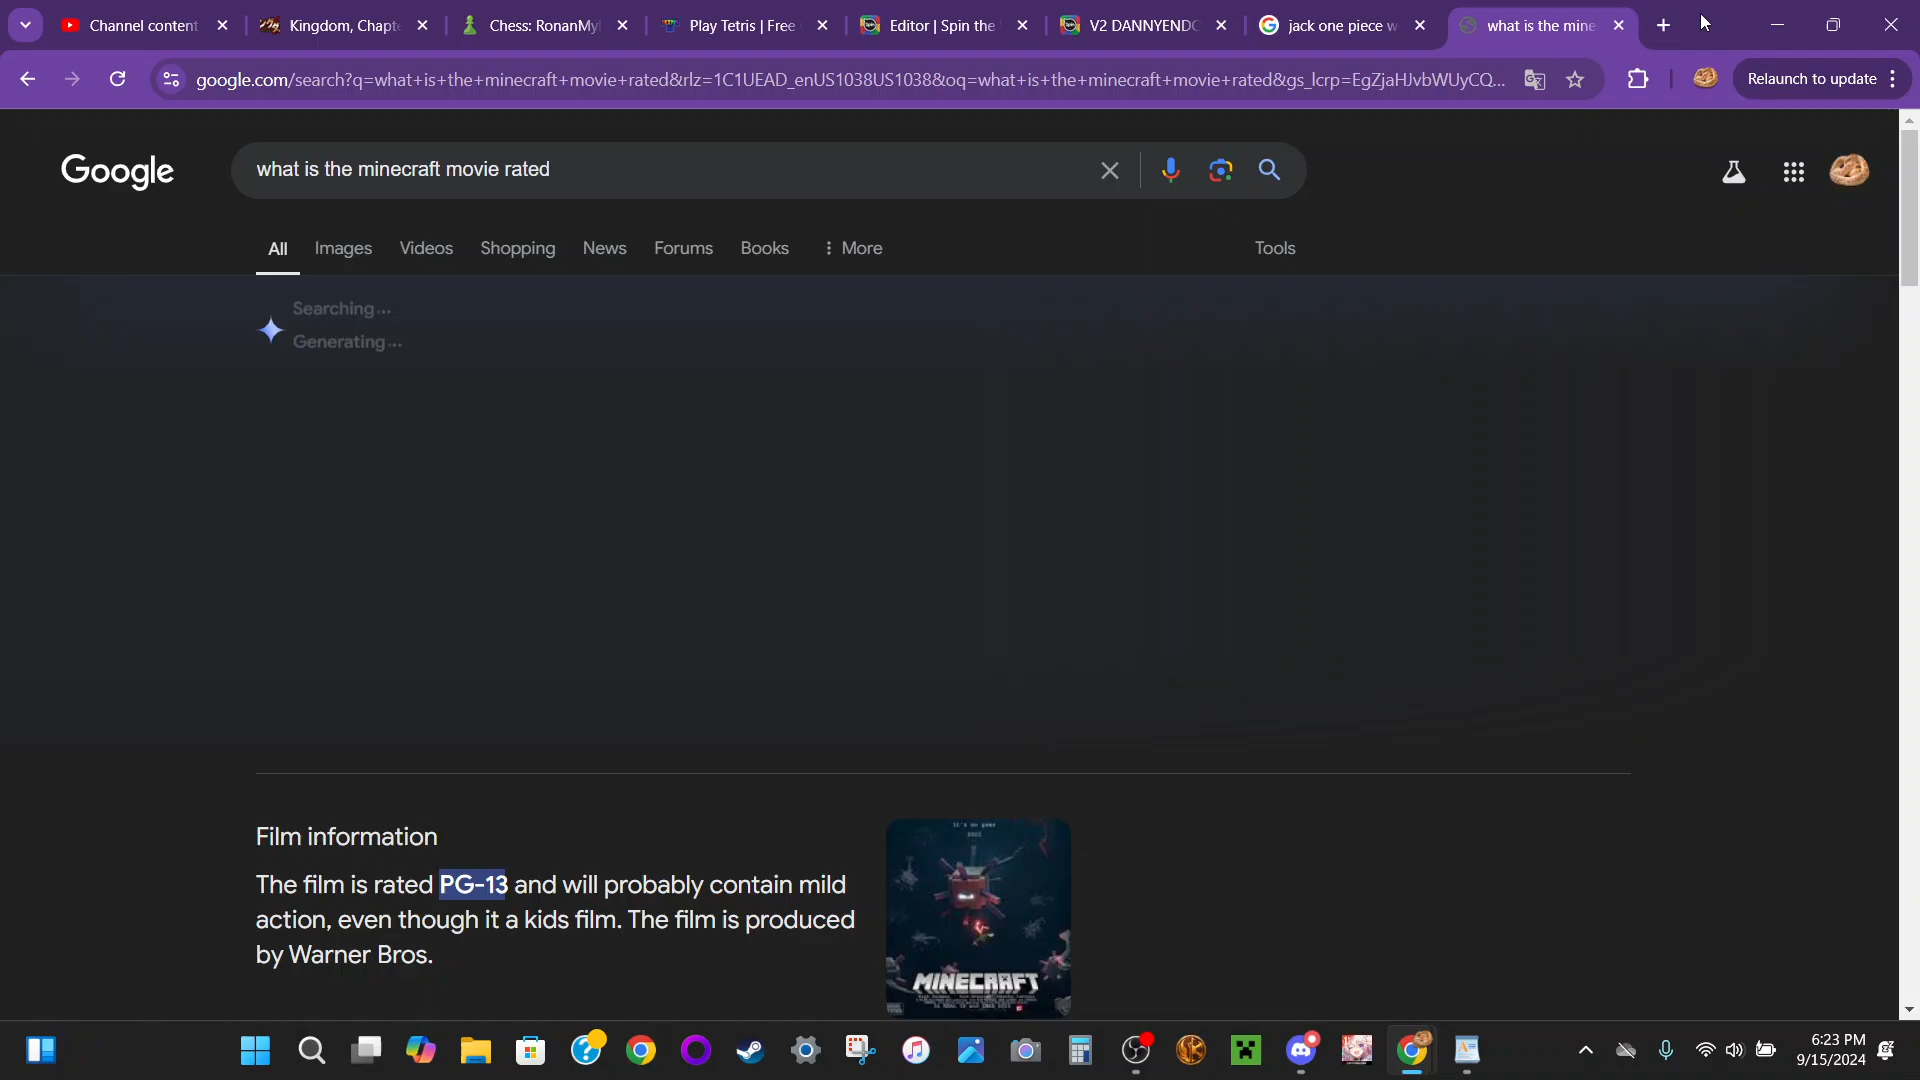 Channel content
Kingdom, Chapt
Chess: RonanMy
Play Tetris | Free
Editor | Spin the
V2 DANNYENDO
jack one piece w
what is the mine
google.com/search?q=what+is+the+minecraft+movie+rated&rlz=1C1UEAD_enUS1038US1038&oq=what+is+the+minecraft+movie+rated&gs_lcrp=EgZjaHJvbWUyCQ...
Relaunch to update
Google
what is the minecraft movie rated
All
Images
Videos
Shopping
News
Forums
Books
More
Tools
Searching...
Generating...
Film information
The film is rated PG-13 and will probably contain mild
action, even though it a kids film. The film is produced
by Warner Bros.
MINECRAFT
6:23 PM
9/15/2024